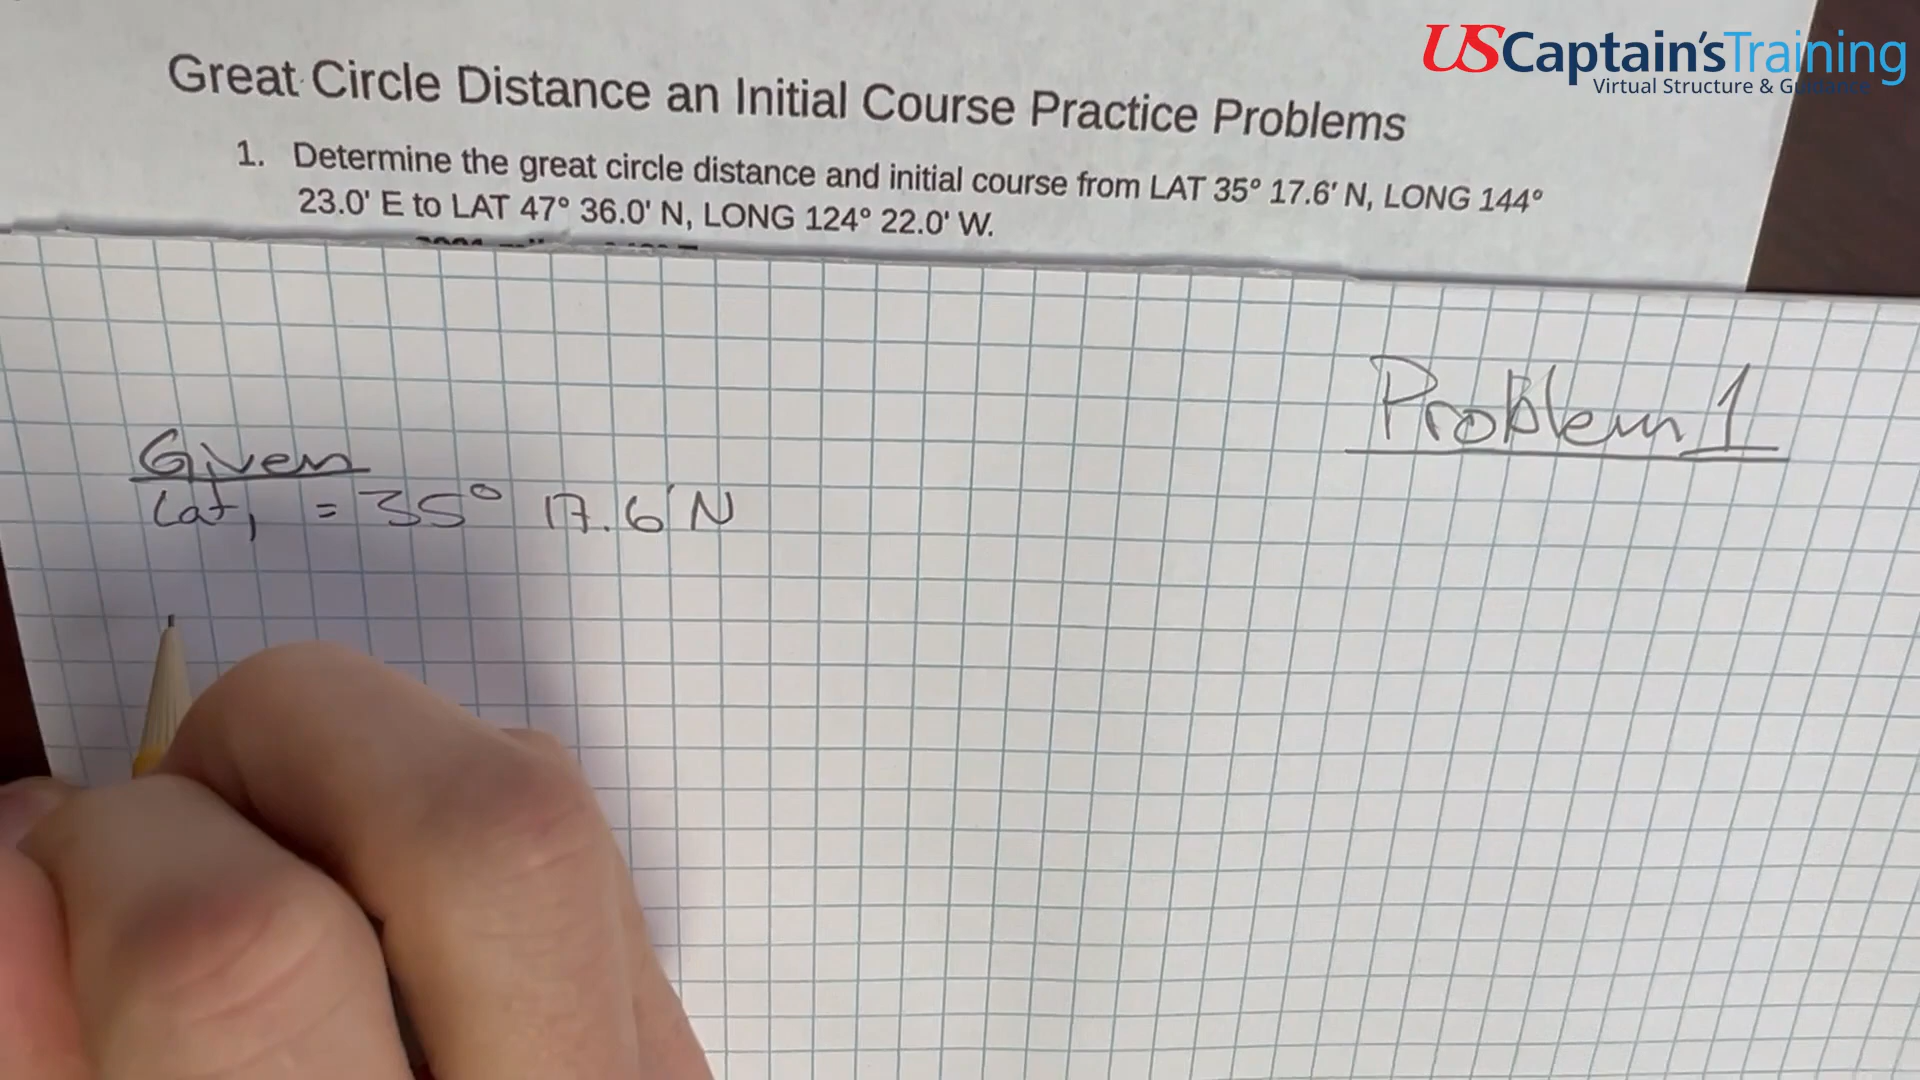 USCaptain'sTraining
Virtual Structure & Guidance
Great Circle Distance an Initial Course Practice Problems
1. Determine the great circle distance and initial course from LAT 35° 17.6' N, LONG 144°
23.0' E to LAT 47° 36.0' N, LONG 124° 22.0' W.
Problem 1
Given
Lat₁ = 35° 17.6' N